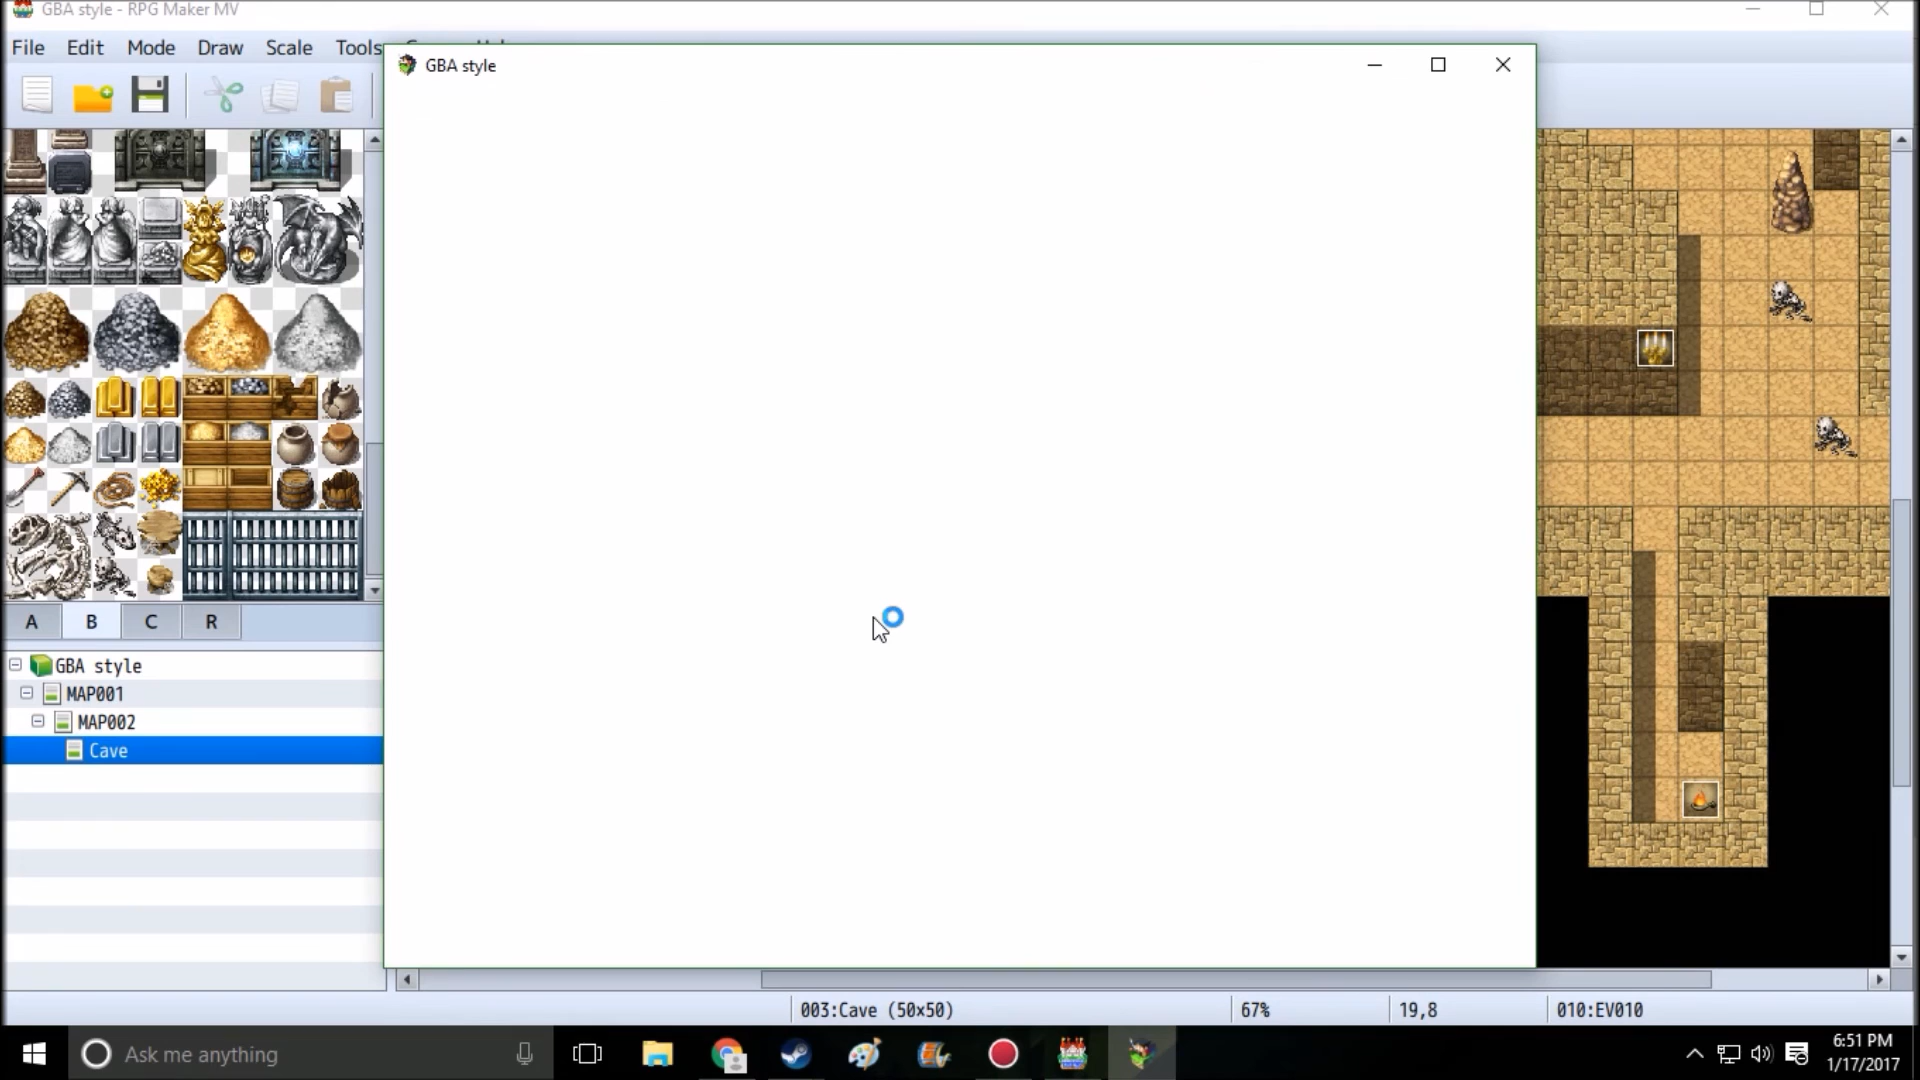 GBA style - RPG Maker MV
File Edit Mode Draw Scale Tools
GBA style
A B C R
GBA style
MAP001
MAP002
Cave
003:Cave (50x50)
67%
19,8
010:EV010
Ask me anything
6:51 PM
1/17/2017